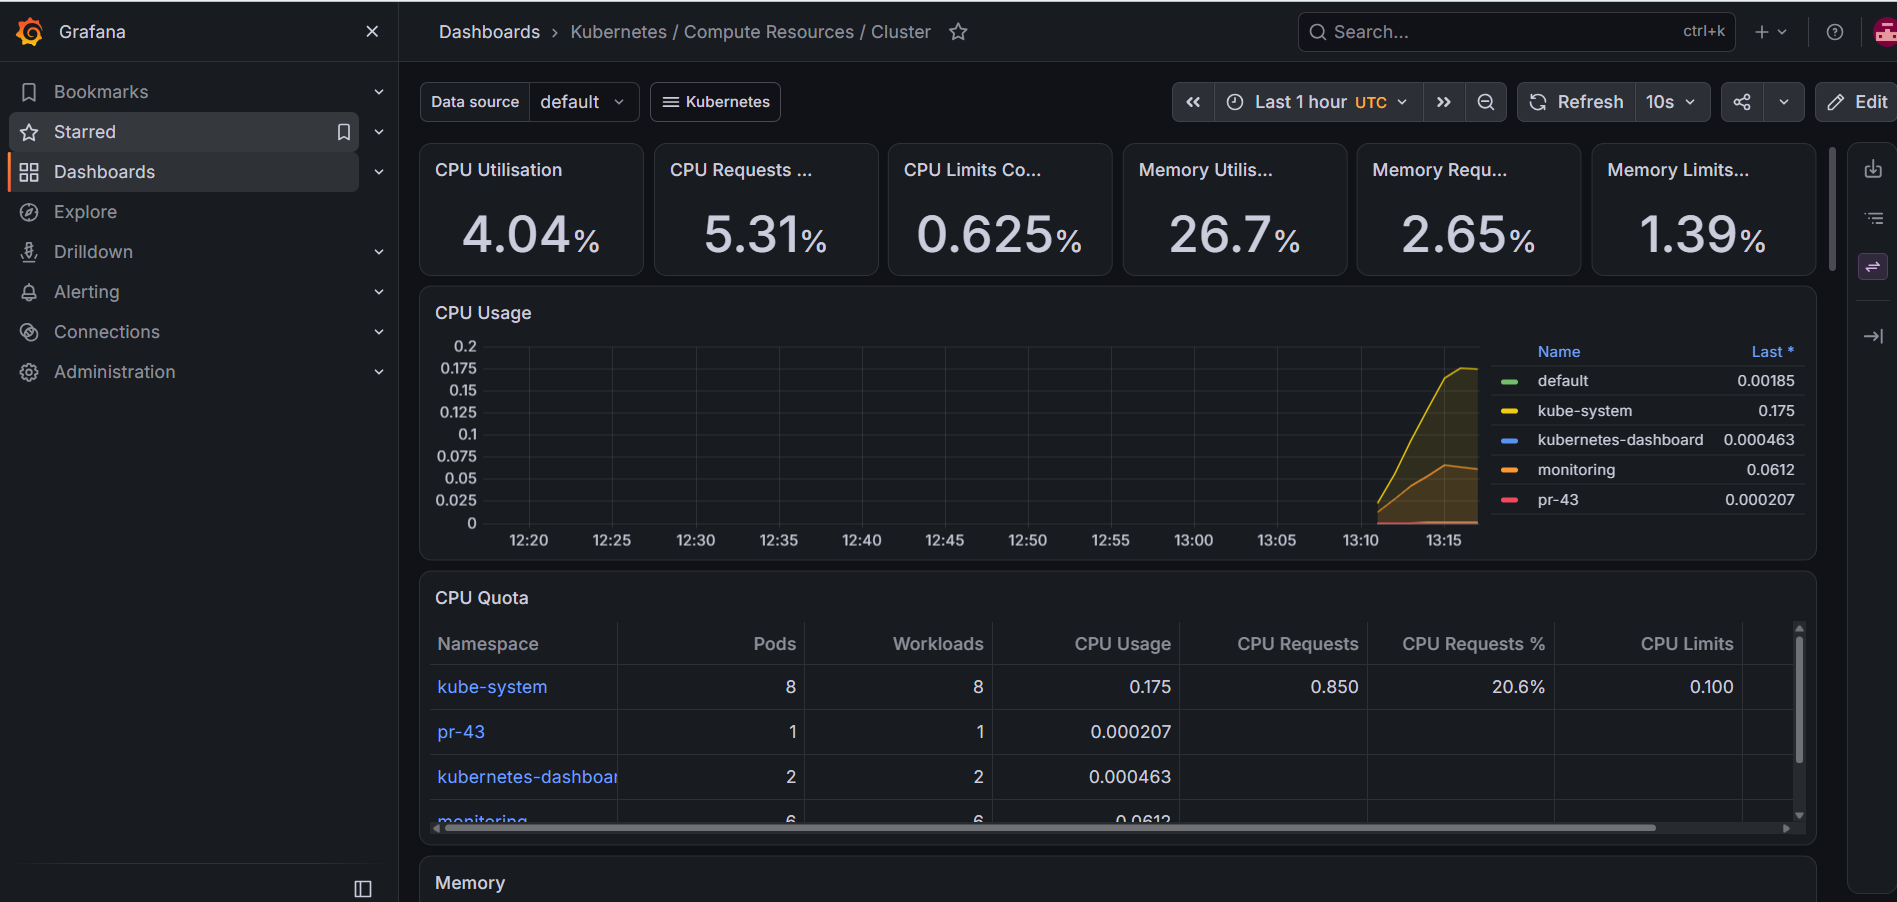 Grafana
Dashboards › Kubernetes / Compute Resources / Cluster
Search...
ctrl+k
Bookmarks
Starred
Dashboards
Explore
Drilldown
Alerting
Connections
Administration
Data source default
Kubernetes
Last 1 hour UTC
Refresh
10s
Edit
CPU Utilisation
4.04%
CPU Requests ...
5.31%
CPU Limits Co...
0.625%
Memory Utilis...
26.7%
Memory Requ...
2.65%
Memory Limits...
1.39%
CPU Usage
0.2
0.175
0.15
0.125
0.1
0.075
0.05
0.025
0
12:20 12:25 12:30 12:35 12:40 12:45 12:50 12:55 13:00 13:05 13:10 13:15
Name Last *
default 0.00185
kube-system 0.175
kubernetes-dashboard 0.000463
monitoring 0.0612
pr-43 0.000207
CPU Quota
Namespace Pods Workloads CPU Usage CPU Requests CPU Requests % CPU Limits
kube-system 8 8 0.175 0.850 20.6% 0.100
pr-43 1 1 0.000207
kubernetes-dashboar 2 2 0.000463
monitoring 6 6 0.0612
Memory